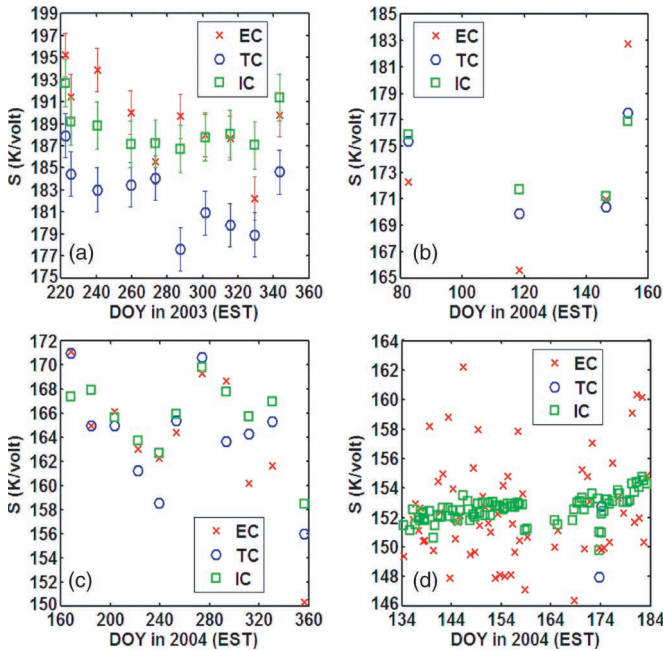 199
197
195
193
191
189
187
185
183
181
179
177
175
S (K/volt)
EC
TC
IC
(a)
220 240 260 280 300 320 340 360
DOY in 2003 (EST)
185
183
181
179
177
175
173
171
169
167
165
S (K/volt)
EC
TC
IC
(b)
80 100 120 140 160
DOY in 2004 (EST)
172
170
168
166
164
162
160
158
156
154
152
150
S (K/volt)
EC
TC
IC
(c)
160 200 240 280 320 360
DOY in 2004 (EST)
164
162
160
158
156
154
152
150
148
146
S (K/volt)
EC
TC
IC
(d)
134 144 154 164 174 184
DOY in 2004 (EST)